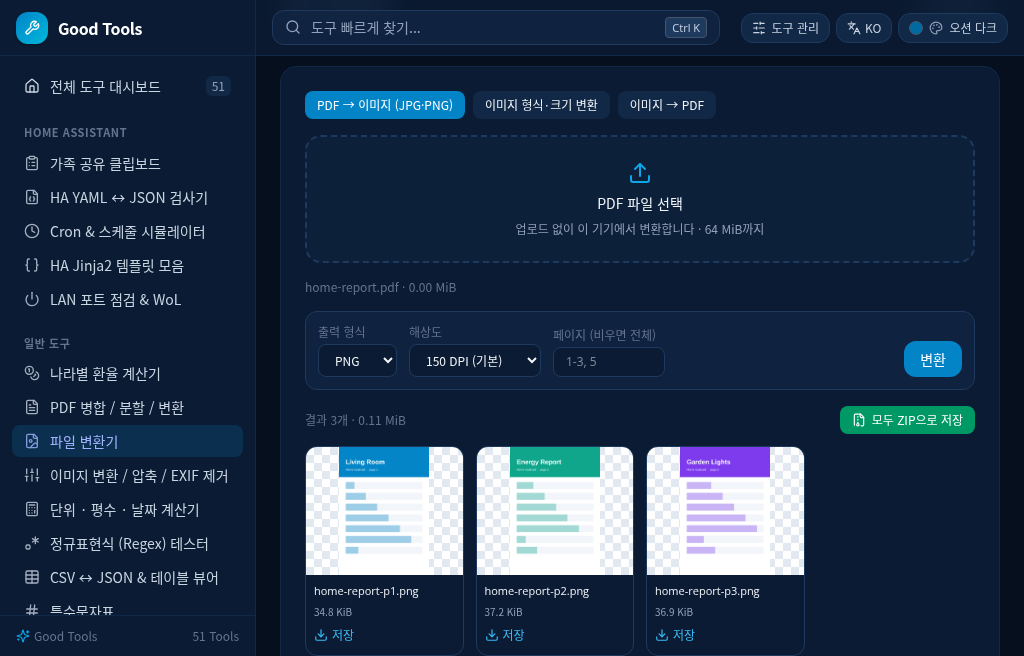 Good Tools
도구 빠르게 찾기...
Ctrl K
도구 관리
KO
오션 다크
전체 도구 대시보드
51
HOME ASSISTANT
가족 공유 클립보드
HA YAML ↔ JSON 검사기
Cron & 스케줄 시뮬레이터
HA Jinja2 템플릿 모음
LAN 포트 점검 & WoL
일반 도구
나라별 환율 계산기
PDF 병합 / 분할 / 변환
파일 변환기
이미지 변환 / 압축 / EXIF 제거
단위 · 평수 · 날짜 계산기
정규표현식 (Regex) 테스터
CSV ↔ JSON & 테이블 뷰어
특수문자표
Good Tools
51 Tools
PDF → 이미지 (JPG·PNG)
이미지 형식·크기 변환
이미지 → PDF
PDF 파일 선택
업로드 없이 이 기기에서 변환합니다 · 64 MiB까지
home-report.pdf · 0.00 MiB
출력 형식
해상도
페이지 (비우면 전체)
PNG
150 DPI (기본)
1-3, 5
변환
결과 3개 · 0.11 MiB
모두 ZIP으로 저장
Living Room
Energy Report
Garden Lights
home-report-p1.png
34.8 KiB
저장
home-report-p2.png
37.2 KiB
저장
home-report-p3.png
36.9 KiB
저장